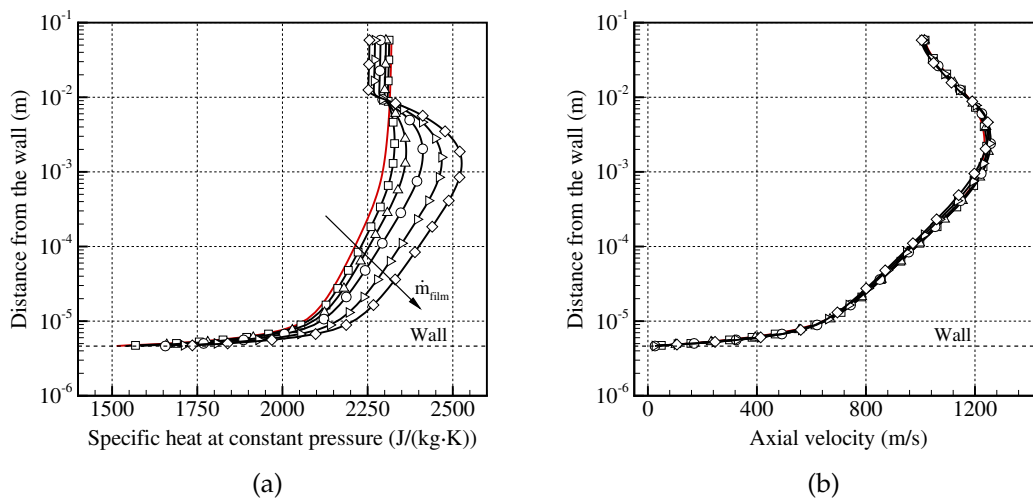 Distance from the wall (m)
10⁻¹
10⁻²
10⁻³
10⁻⁴
10⁻⁵
10⁻⁶
ṁfilm
Wall
1500 1750 2000 2250 2500
Specific heat at constant pressure (J/(kg·K))
(a)
Distance from the wall (m)
10⁻¹
10⁻²
10⁻³
10⁻⁴
10⁻⁵
10⁻⁶
Wall
0 400 800 1200
Axial velocity (m/s)
(b)